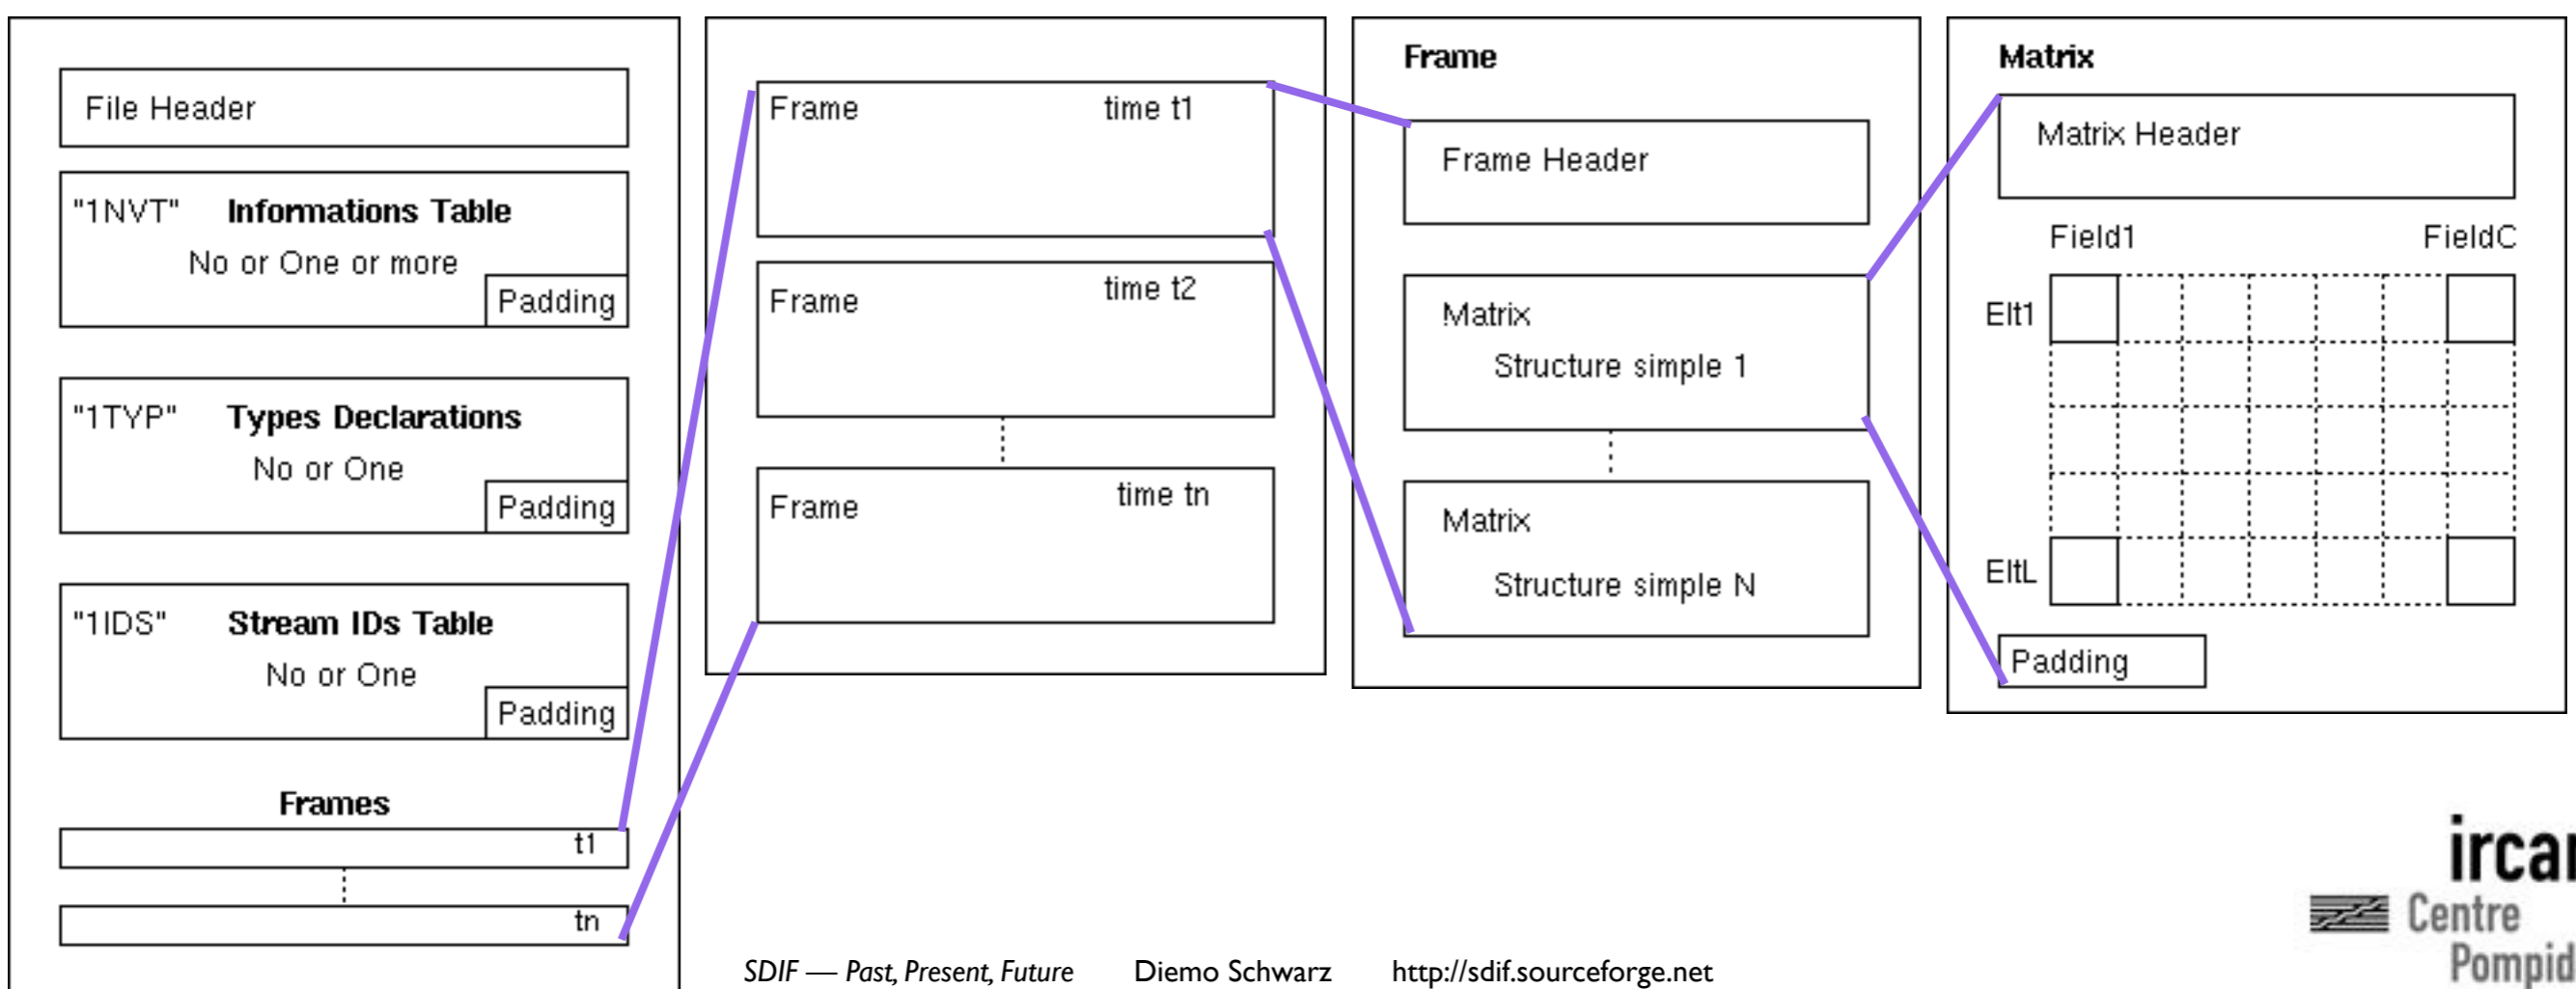 File Header
"1NVT" Informations Table
No or One or more
Padding
"1TYP" Types Declarations
No or One
Padding
"1IDS" Stream IDs Table
No or One
Padding
Frames
t1
tn
Frame time t1
Frame time t2
Frame time tn
Frame
Frame Header
Matrix
Structure simple 1
Matrix
Structure simple N
Matrix
Matrix Header
Field1 FieldC
Elt1
EltL
Padding
SDIF — Past, Present, Future Diemo Schwarz http://sdif.sourceforge.net
Centre